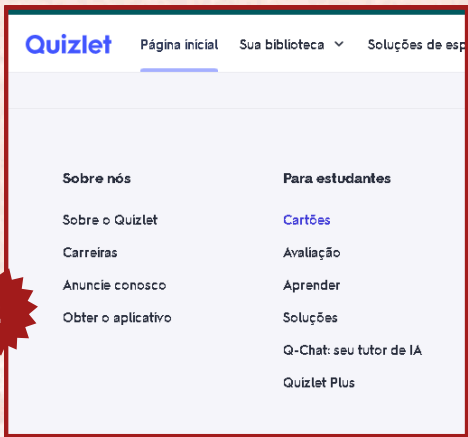 Quizlet
Página inicial Sua biblioteca Soluções de esp
Sobre nós
Sobre o Quizlet
Carreiras
Anuncie conosco
Obter o aplicativo
Para estudantes
Cartões
Avaliação
Aprender
Soluções
Q-Chat: seu tutor de IA
Quizlet Plus